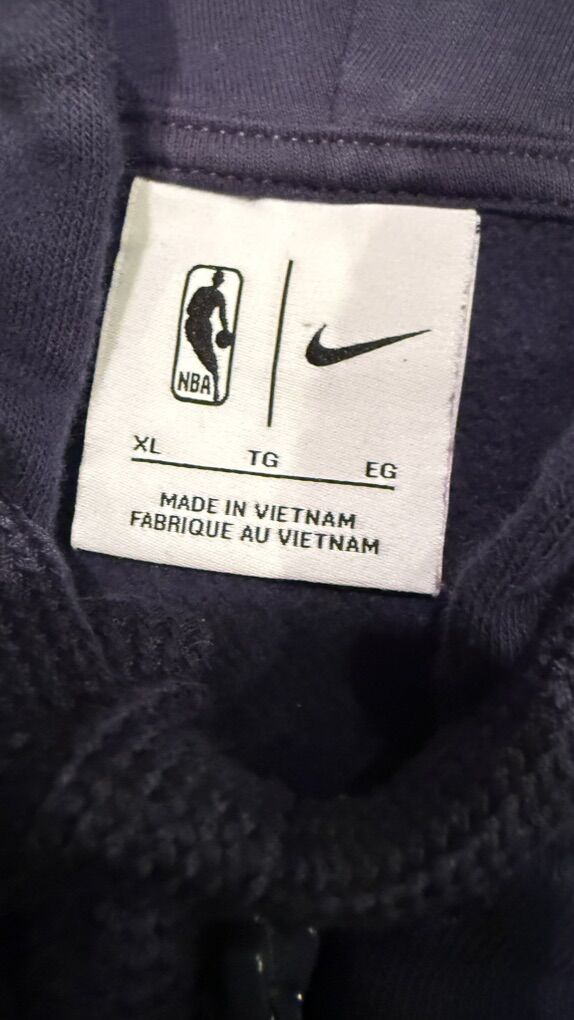 NBA
XL TG EG
MADE IN VIETNAM
FABRIQUE AU VIETNAM